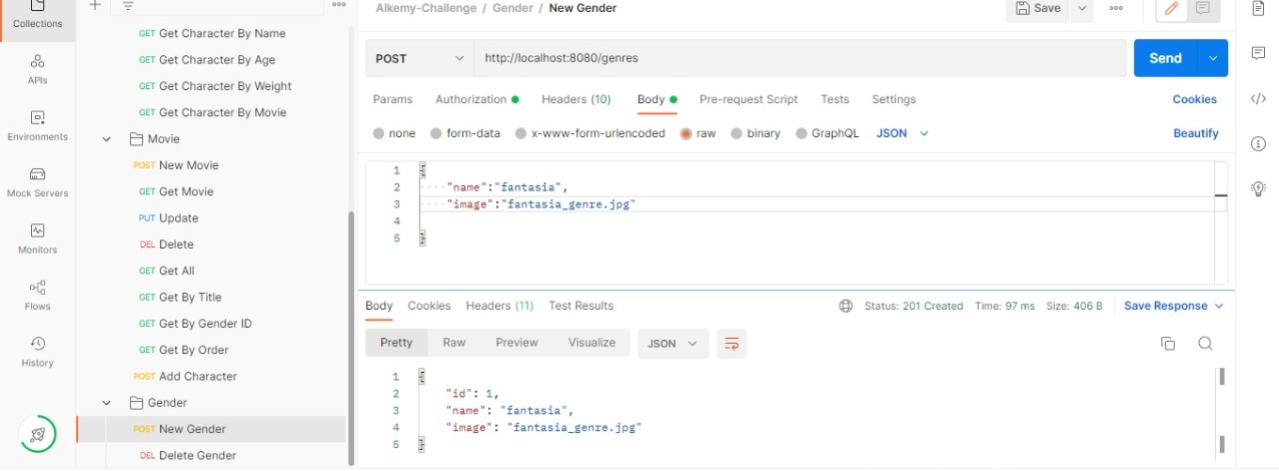 Collections
APIs
Environments
Mock Servers
Monitors
Flows
History
GET Get Character By Name
GET Get Character By Age
GET Get Character By Weight
GET Get Character By Movie
Movie
POST New Movie
GET Get Movie
PUT Update
DEL Delete
GET Get All
GET Get By Title
GET Get By Gender ID
GET Get By Order
POST Add Character
Gender
POST New Gender
DEL Delete Gender
Alkemy-Challenge / Gender / New Gender
Save
POST http://localhost:8080/genres Send
Params Authorization Headers (10) Body Pre-request Script Tests Settings Cookies
none form-data x-www-form-urlencoded raw binary GraphQL JSON Beautify
1 {
2 ····"name":"fantasia",
3 ····"image":"fantasia_genre.jpg"
4
5 }
Body Cookies Headers (11) Test Results Status: 201 Created Time: 97 ms Size: 406 B Save Response
Pretty Raw Preview Visualize JSON
1 {
2 "id": 1,
3 "name": "fantasia",
4 "image": "fantasia_genre.jpg"
5 }